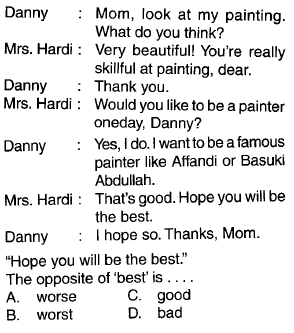 Danny : Mom, look at my painting.
What do you think?
Mrs. Hardi : Very beautiful! You're really
skillful at painting, dear.
Danny : Thank you.
Mrs. Hardi : Would you like to be a painter
oneday, Danny?
Danny : Yes, I do. I want to be a famous
painter like Affandi or Basuki
Abdullah.
Mrs. Hardi : That's good. Hope you will be
the best.
Danny : I hope so. Thanks, Mom.
"Hope you will be the best."
The opposite of 'best' is . . . .
A. worse C. good
B. worst D. bad